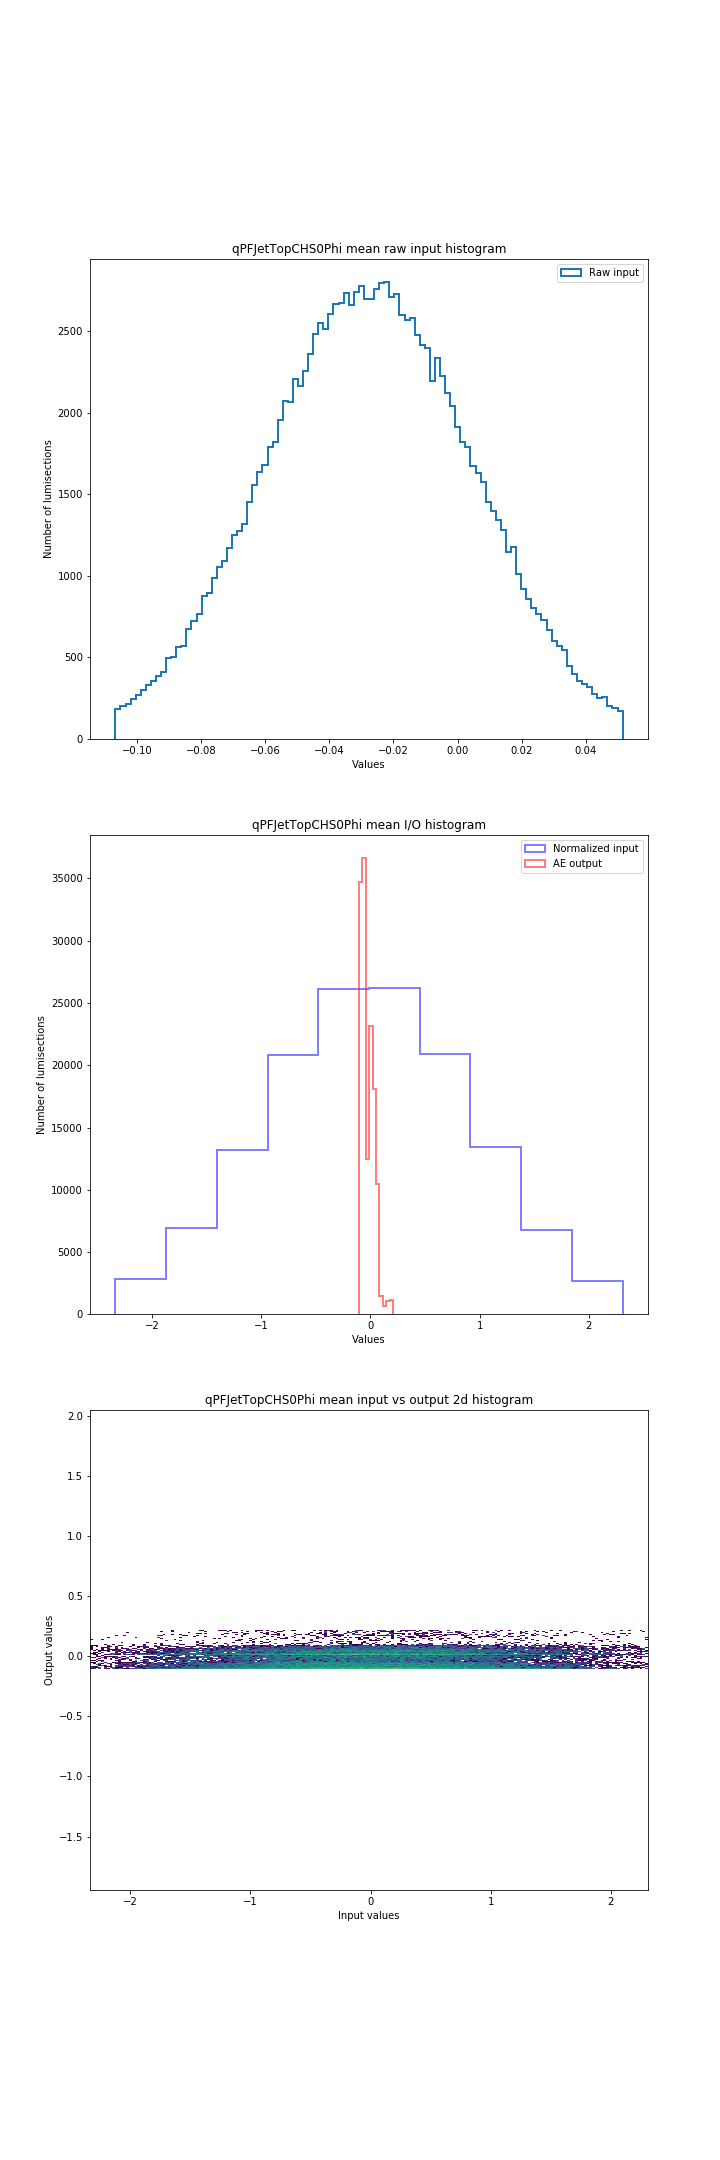 qPFJetTopCHS0Phi mean raw input histogram
Raw input
Number of lumisections
2500
2000
1500
1000
500
0
−0.10 −0.08 −0.06 −0.04 −0.02 0.00 0.02 0.04
Values
qPFJetTopCHS0Phi mean I/O histogram
Normalized input
AE output
Number of lumisections
35000
30000
25000
20000
15000
10000
5000
0
−2 −1 0 1 2
Values
qPFJetTopCHS0Phi mean input vs output 2d histogram
Output values
2.0
1.5
1.0
0.5
0.0
−0.5
−1.0
−1.5
−2 −1 0 1 2
Input values